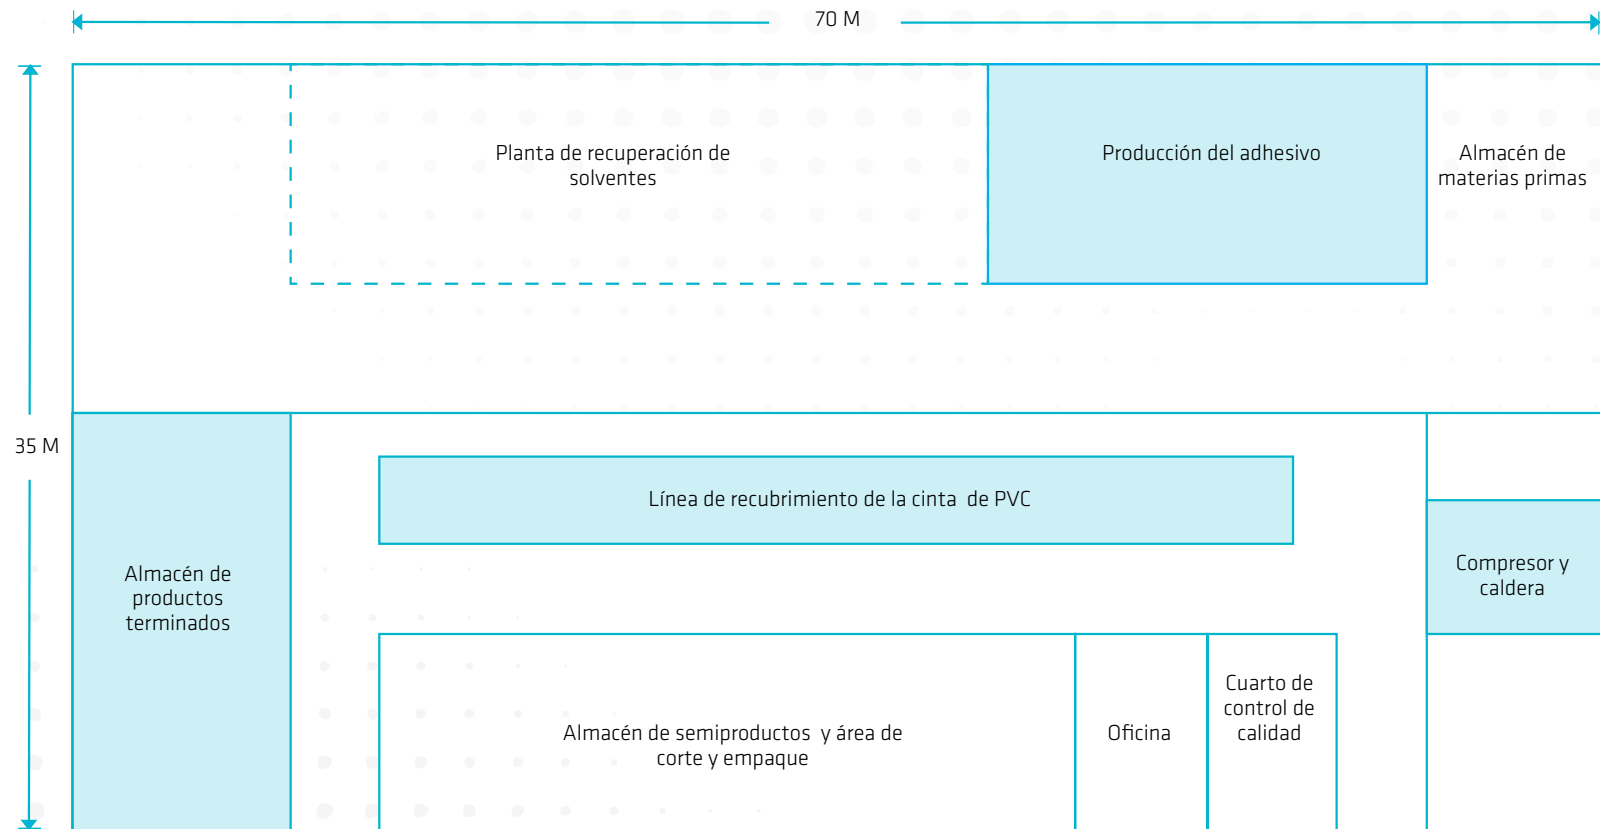 70 M
Planta de recuperación de
solventes
Producción del adhesivo
Almacén de
materias primas
35 M
Línea de recubrimiento de la cinta de PVC
Almacén de
productos
terminados
Compresor y
caldera
Almacén de semiproductos y área de
corte y empaque
Oficina
Cuarto de
control de
calidad